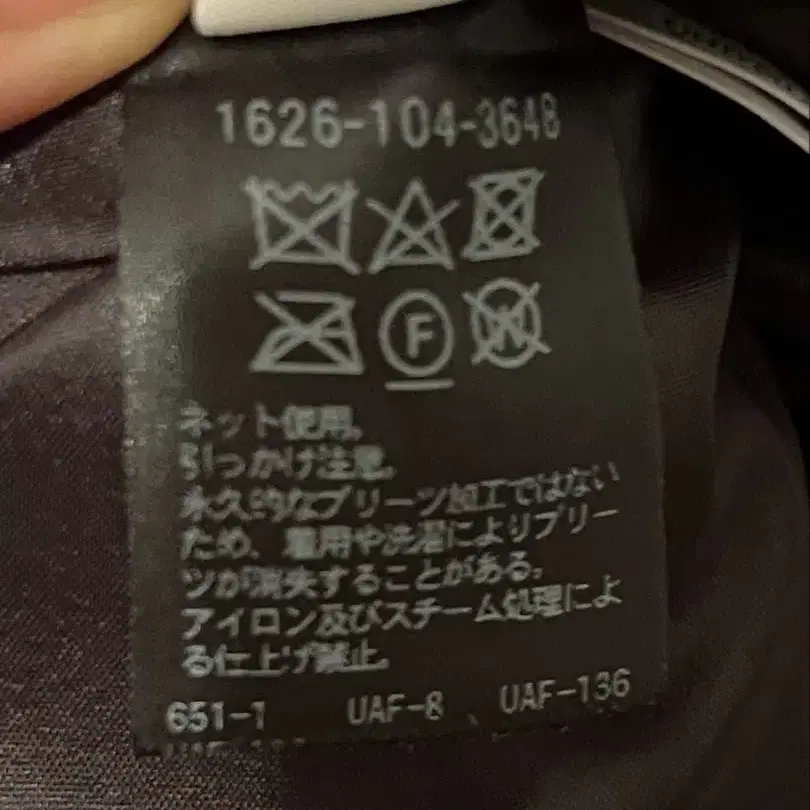 1626-104-3648
F
W
ネット使用。
引っかけ注意。
永久的なプリーツ加工ではない
ため、着用や洗濯によりプリー
ツが消失することがある。
アイロン及びスチーム処理によ
る仕上げ禁止。
651-1 UAF-8 、 UAF-136